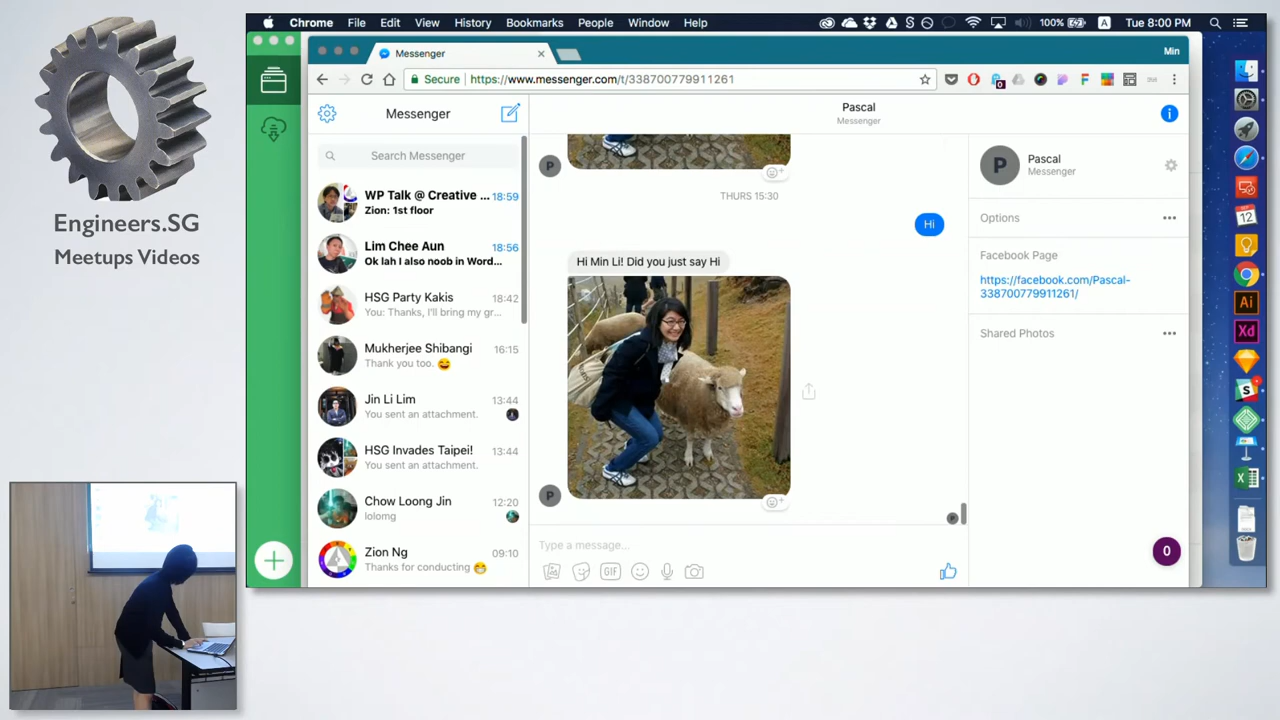 Engineers.SG
Meetups Videos
Chrome File Edit View History Bookmarks People Window Help
100% A Tue 8:00 PM
Messenger
Min
Secure https://www.messenger.com/t/338700779911261
0
Messenger
Search Messenger
WP Talk @ Creative ... 18:59
Zion: 1st floor
Lim Chee Aun 18:56
Ok lah I also noob in Word...
HSG Party Kakis 18:42
You: Thanks, I'll bring my gr...
Mukherjee Shibangi 16:15
Thank you too.
Jin Li Lim 13:44
You sent an attachment.
HSG Invades Taipei! 13:44
You sent an attachment.
Chow Loong Jin 12:20
lolomg
Zion Ng 09:10
Thanks for conducting
Pascal
Messenger
P
THURS 15:30
Hi
Hi Min Li! Did you just say Hi
P
Type a message...
GIF
P
Pascal
Messenger
Options
Facebook Page
https://facebook.com/Pascal-
338700779911261/
Shared Photos
0
12
Ai
Xd